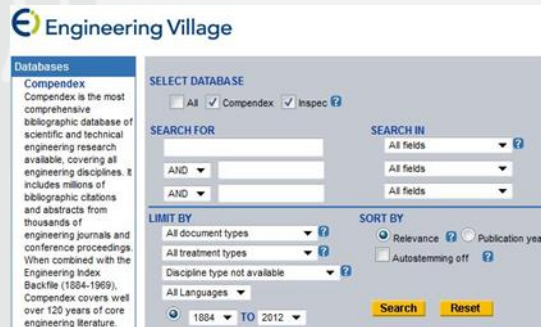 Engineering Village
Databases
Compendex
Compendex is the most
comprehensive
bibliographic database of
scientific and technical
engineering research
available, covering all
engineering disciplines. It
includes millions of
bibliographic citations
and abstracts from
thousands of
engineering journals and
conference proceedings.
When combined with the
Engineering Index
Backfile (1884-1969),
Compendex covers well
over 120 years of core
engineering literature.
SELECT DATABASE
All Compendex Inspec ?
SEARCH FOR SEARCH IN
All fields ?
AND All fields
AND All fields
LIMIT BY SORT BY
All document types ? Relevance ? Publication yea
All treatment types ? Autostemming off ?
Discipline type not available ?
All Languages
1884 TO 2012 Search Reset